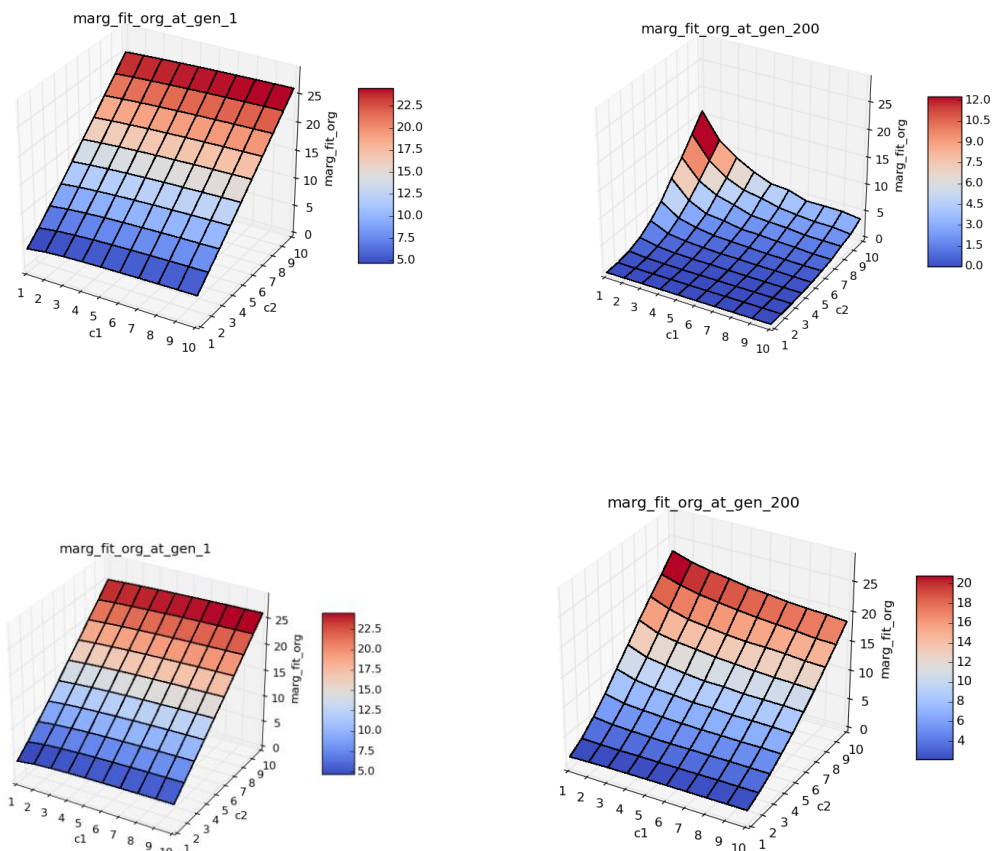 marg_fit_org_at_gen_1
25
20
15
10
5
0
marg_fit_org
1 2 3 4 5 6 7 8 9 10
c1
1 2 3 4 5 6 7 8 9 10
c2
22.5
20.0
17.5
15.0
12.5
10.0
7.5
5.0
marg_fit_org_at_gen_200
25
20
15
10
5
0
marg_fit_org
1 2 3 4 5 6 7 8 9 10
c1
1 2 3 4 5 6 7 8 9 10
c2
12.0
10.5
9.0
7.5
6.0
4.5
3.0
1.5
0.0
marg_fit_org_at_gen_1
25
20
15
10
5
0
marg_fit_org
1 2 3 4 5 6 7 8 9 10
c1
1 2 3 4 5 6 7 8 9 10
c2
22.5
20.0
17.5
15.0
12.5
10.0
7.5
5.0
marg_fit_org_at_gen_200
25
20
15
10
5
0
marg_fit_org
1 2 3 4 5 6 7 8 9 10
c1
1 2 3 4 5 6 7 8 9 10
c2
20
18
16
14
12
10
8
6
4